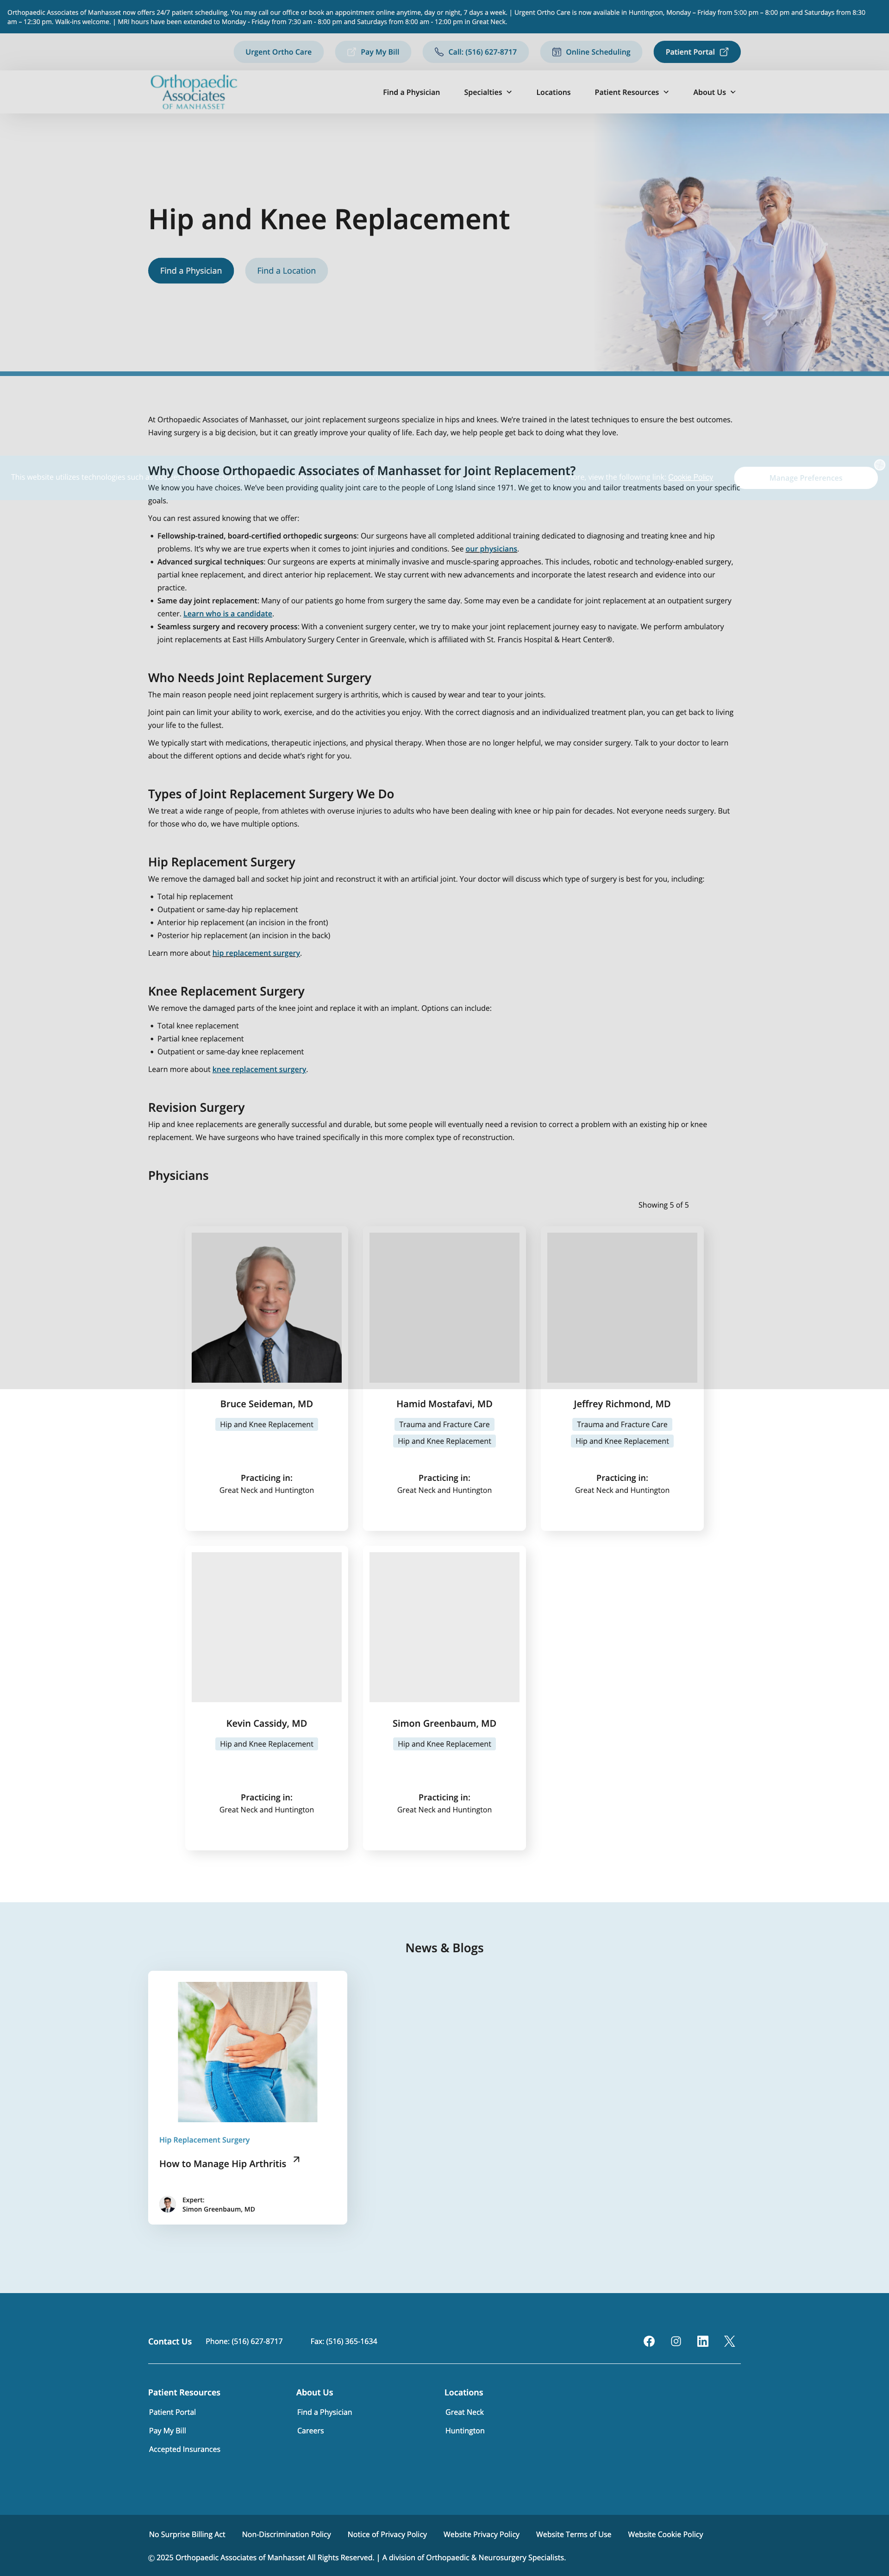 Orthopaedic Associates of Manhasset now offers 24/7 patient scheduling. You may call our office or book an appointment online anytime, day or night, 7 days a week. | Urgent Ortho Care is now available in Huntington, Monday – Friday from 5:00 pm – 8:00 pm and Saturdays from 8:30
am – 12:30 pm. Walk-ins welcome. | MRI hours have been extended to Monday - Friday from 7:30 am - 8:00 pm and Saturdays from 8:00 am - 12:00 pm in Great Neck.
Urgent Ortho Care
Pay My Bill
Call: (516) 627-8717
Online Scheduling
Patient Portal
Orthopaedic
Associates
OF MANHASSET
Find a Physician
Specialties
Locations
Patient Resources
About Us
Hip and Knee Replacement
Find a Physician
Find a Location
At Orthopaedic Associates of Manhasset, our joint replacement surgeons specialize in hips and knees. We're trained in the latest techniques to ensure the best outcomes.
Having surgery is a big decision, but it can greatly improve your quality of life. Each day, we help people get back to doing what they love.
Why Choose Orthopaedic Associates of Manhasset for Joint Replacement?
This website utilizes technologies such
view the following link: Cookie Policy
Manage Preferences
We know you have choices. We've been providing quality joint care to the people of Long Island since 1971. We get to know you and tailor treatments based on your specific
goals.
You can rest assured knowing that we offer:
• Fellowship-trained, board-certified orthopedic surgeons: Our surgeons have all completed additional training dedicated to diagnosing and treating knee and hip
problems. It's why we are true experts when it comes to joint injuries and conditions. See our physicians.
• Advanced surgical techniques: Our surgeons are experts at minimally invasive and muscle-sparing approaches. This includes, robotic and technology-enabled surgery,
partial knee replacement, and direct anterior hip replacement. We stay current with new advancements and incorporate the latest research and evidence into our
practice.
• Same day joint replacement: Many of our patients go home from surgery the same day. Some may even be a candidate for joint replacement at an outpatient surgery
center. Learn who is a candidate.
• Seamless surgery and recovery process: With a convenient surgery center, we try to make your joint replacement journey easy to navigate. We perform ambulatory
joint replacements at East Hills Ambulatory Surgery Center in Greenvale, which is affiliated with St. Francis Hospital & Heart Center®.
Who Needs Joint Replacement Surgery
The main reason people need joint replacement surgery is arthritis, which is caused by wear and tear to your joints.
Joint pain can limit your ability to work, exercise, and do the activities you enjoy. With the correct diagnosis and an individualized treatment plan, you can get back to living
your life to the fullest.
We typically start with medications, therapeutic injections, and physical therapy. When those are no longer helpful, we may consider surgery. Talk to your doctor to learn
about the different options and decide what's right for you.
Types of Joint Replacement Surgery We Do
We treat a wide range of people, from athletes with overuse injuries to adults who have been dealing with knee or hip pain for decades. Not everyone needs surgery. But
for those who do, we have multiple options.
Hip Replacement Surgery
We remove the damaged ball and socket hip joint and reconstruct it with an artificial joint. Your doctor will discuss which type of surgery is best for you, including:
• Total hip replacement
• Outpatient or same-day hip replacement
• Anterior hip replacement (an incision in the front)
• Posterior hip replacement (an incision in the back)
Learn more about hip replacement surgery.
Knee Replacement Surgery
We remove the damaged parts of the knee joint and replace it with an implant. Options can include:
• Total knee replacement
• Partial knee replacement
• Outpatient or same-day knee replacement
Learn more about knee replacement surgery.
Revision Surgery
Hip and knee replacements are generally successful and durable, but some people will eventually need a revision to correct a problem with an existing hip or knee
replacement. We have surgeons who have trained specifically in this more complex type of reconstruction.
Physicians
Showing 5 of 5
Bruce Seideman, MD
Hip and Knee Replacement
Practicing in:
Great Neck and Huntington
Hamid Mostafavi, MD
Trauma and Fracture Care
Hip and Knee Replacement
Practicing in:
Great Neck and Huntington
Jeffrey Richmond, MD
Trauma and Fracture Care
Hip and Knee Replacement
Practicing in:
Great Neck and Huntington
Kevin Cassidy, MD
Hip and Knee Replacement
Practicing in:
Great Neck and Huntington
Simon Greenbaum, MD
Hip and Knee Replacement
Practicing in:
Great Neck and Huntington
News & Blogs
Hip Replacement Surgery
How to Manage Hip Arthritis
Expert:
Simon Greenbaum, MD
Contact Us
Phone: (516) 627-8717
Fax: (516) 365-1634
Patient Resources
Patient Portal
Pay My Bill
Accepted Insurances
About Us
Find a Physician
Careers
Locations
Great Neck
Huntington
No Surprise Billing Act
Non-Discrimination Policy
Notice of Privacy Policy
Website Privacy Policy
Website Terms of Use
Website Cookie Policy
© 2025 Orthopaedic Associates of Manhasset All Rights Reserved. | A division of Orthopaedic & Neurosurgery Specialists.